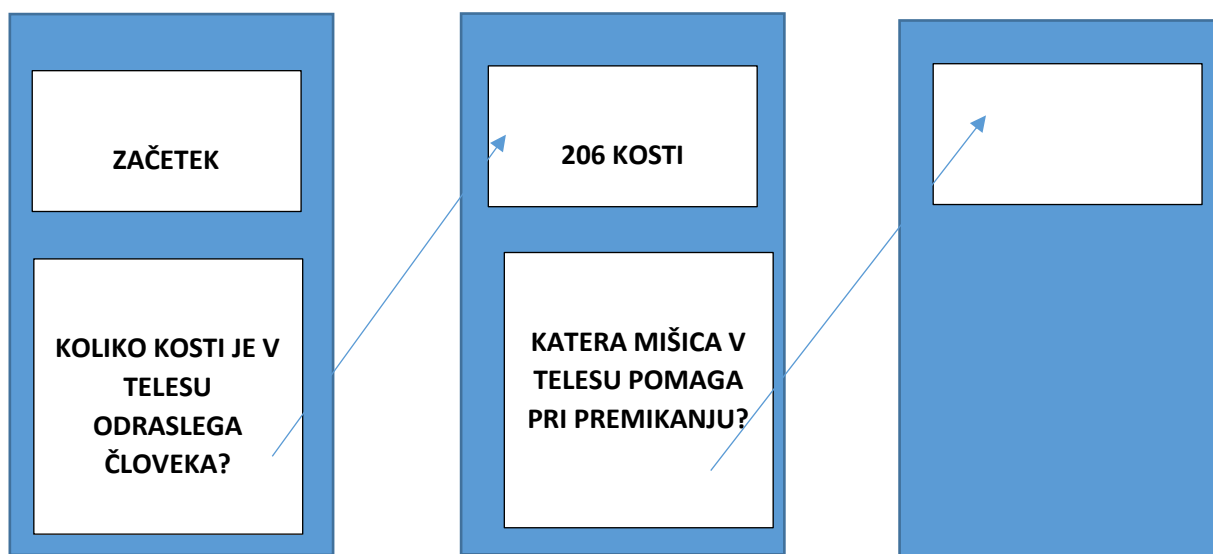 ZAČETEK
KOLIKO KOSTI JE V
TELESU
ODRASLEGA
ČLOVEKA?
206 KOSTI
KATERA MIŠICA V
TELESU POMAGA
PRI PREMIKANJU?